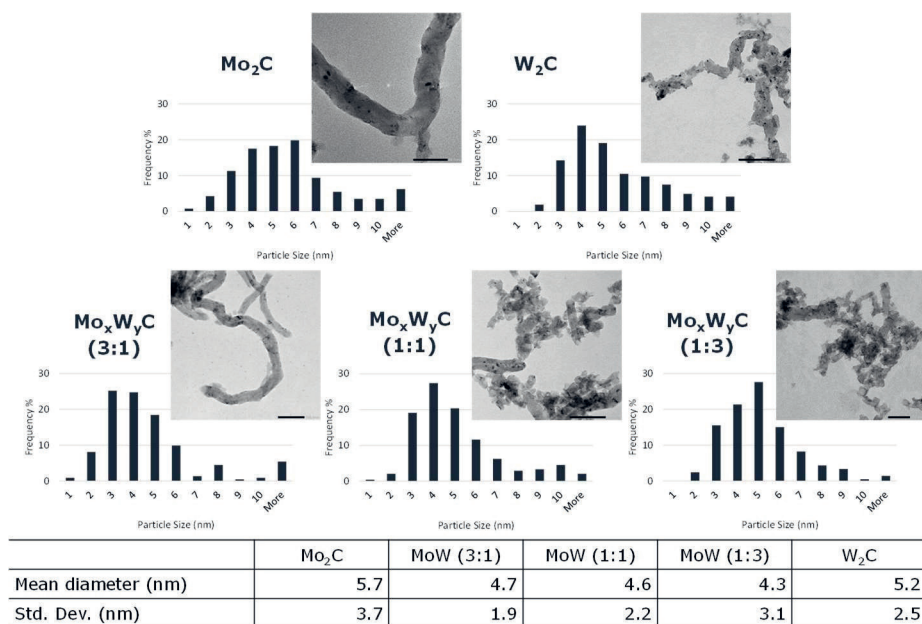 Mo₂C
W₂C
Frequency %
30
20
10
0
1 2 3 4 5 6 7 8 9 10 More
Particle Size (nm)
Frequency %
30
20
10
0
1 2 3 4 5 6 7 8 9 10 More
Particle Size (nm)
MoₓWᵧC
(3:1)
MoₓWᵧC
(1:1)
MoₓWᵧC
(1:3)
Frequency %
30
20
10
0
1 2 3 4 5 6 7 8 9 10 More
Particle Size (nm)
Frequency %
30
20
10
0
1 2 3 4 5 6 7 8 9 10 More
Particle Size (nm)
Frequency %
30
20
10
0
1 2 3 4 5 6 7 8 9 10 More
Particle Size (nm)
Mo₂C MoW (3:1) MoW (1:1) MoW (1:3) W₂C
Mean diameter (nm) 5.7 4.7 4.6 4.3 5.2
Std. Dev. (nm) 3.7 1.9 2.2 3.1 2.5